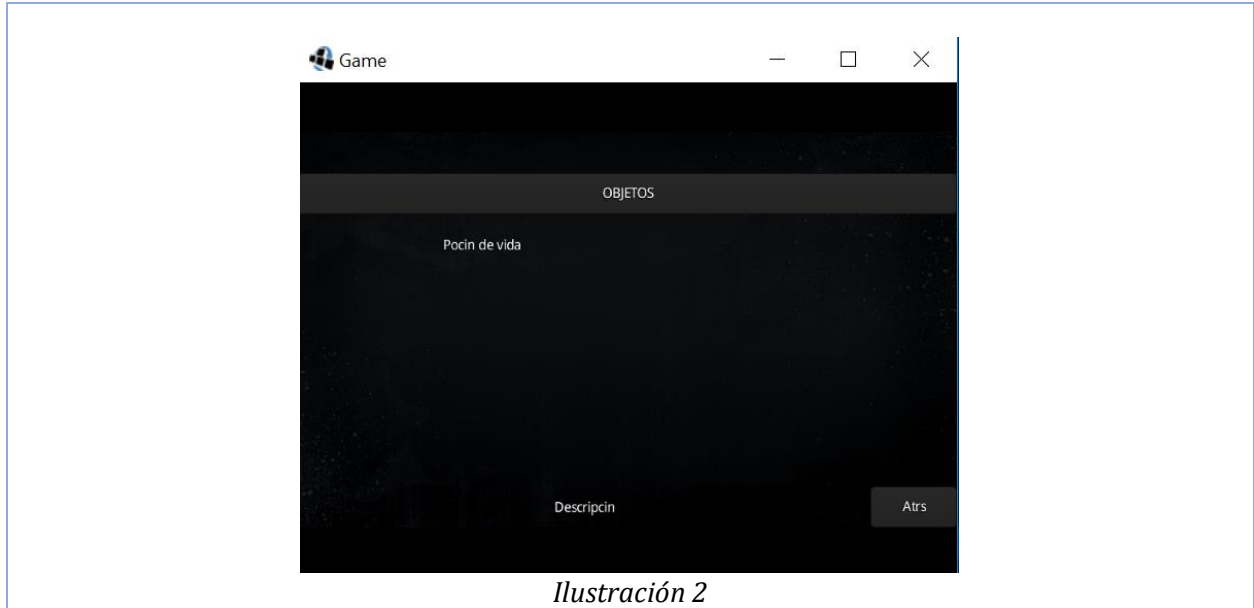 Game
OBJETOS
Pocin de vida
Descripcin
Atrs
Ilustración 2